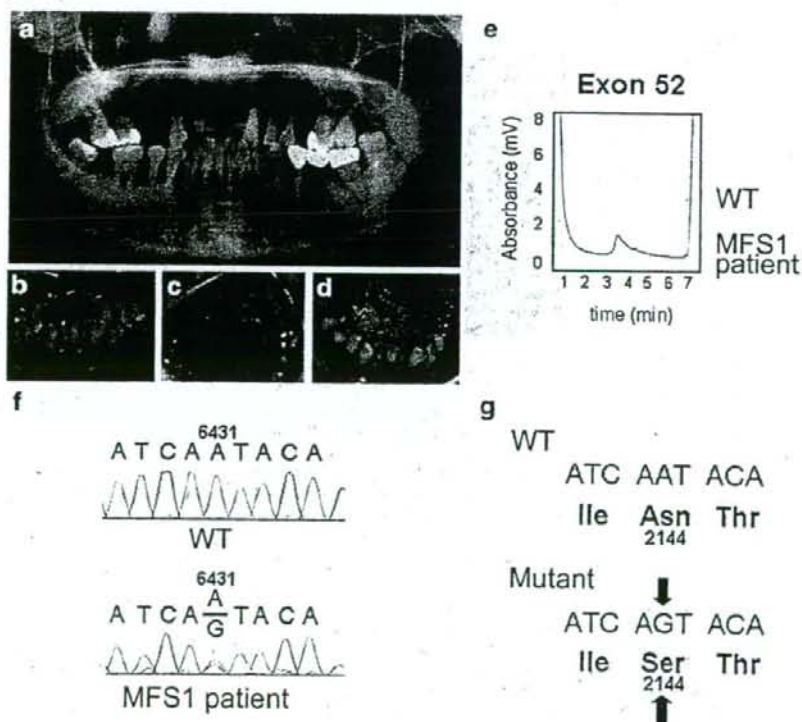 a
e
Exon 52
Absorbance (mV)
8
6
4
2
0
WT
MFS1
patient
1 2 3 4 5 6 7
time (min)
b
c
d
f
6431
A T C A A T A C A
WT
6431
A T C A A/G T A C A
MFS1 patient
g
WT
ATC AAT ACA
Ile Asn Thr
2144
Mutant
ATC AGT ACA
Ile Ser Thr
2144